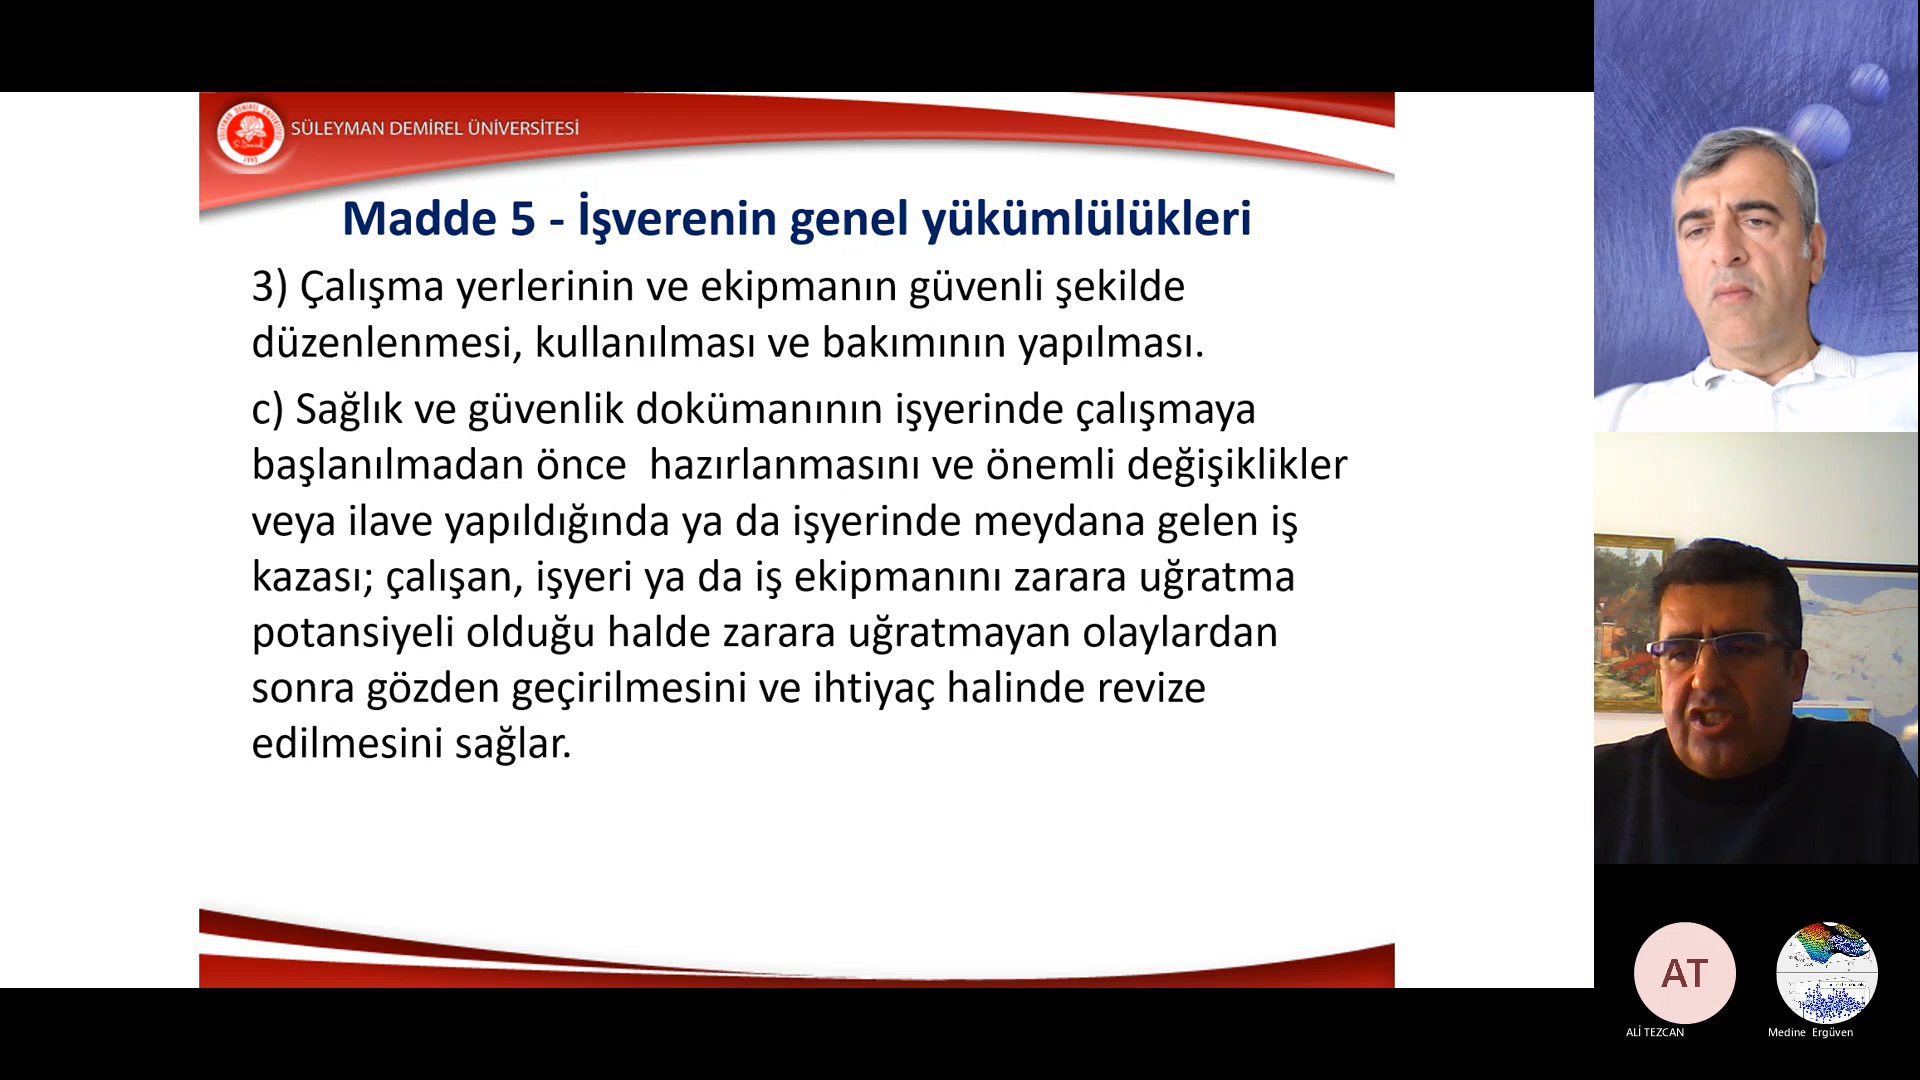 SÜLEYMAN DEMİREL ÜNİVERSİTESİ
1992
Madde 5 - İşverenin genel yükümlülükleri
3) Çalışma yerlerinin ve ekipmanın güvenli şekilde
düzenlenmesi, kullanılması ve bakımının yapılması.
c) Sağlık ve güvenlik dokümanının işyerinde çalışmaya
başlanılmadan önce  hazırlanmasını ve önemli değişiklikler
veya ilave yapıldığında ya da işyerinde meydana gelen iş
kazası; çalışan, işyeri ya da iş ekipmanını zarara uğratma
potansiyeli olduğu halde zarara uğratmayan olaylardan
sonra gözden geçirilmesini ve ihtiyaç halinde revize
edilmesini sağlar.
AT
ALİ TEZCAN
Medine Ergüven